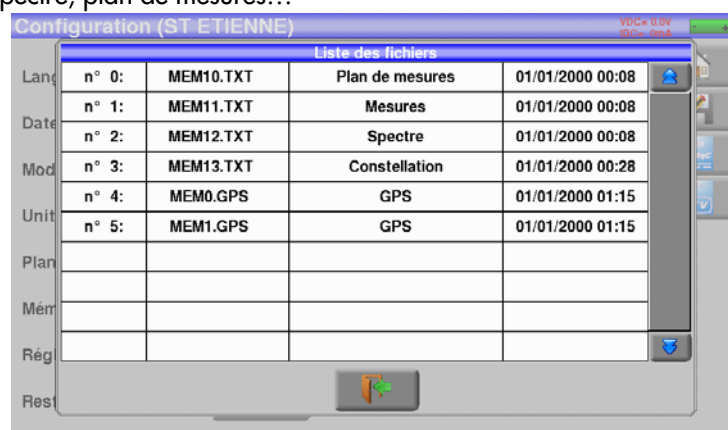 spectre, plan de mesures...
Configuration (ST ETIENNE)
VDC= 0.0V
IDC= 0mA
- +
Liste des fichiers
Lang
n° 0: MEM10.TXT Plan de mesures 01/01/2000 00:08
Date
n° 1: MEM11.TXT Mesures 01/01/2000 00:08
n° 2: MEM12.TXT Spectre 01/01/2000 00:08
Mod
n° 3: MEM13.TXT Constellation 01/01/2000 00:28
n° 4: MEM0.GPS GPS 01/01/2000 01:15
Unit
n° 5: MEM1.GPS GPS 01/01/2000 01:15
Plan
Mém
Régl
Rest